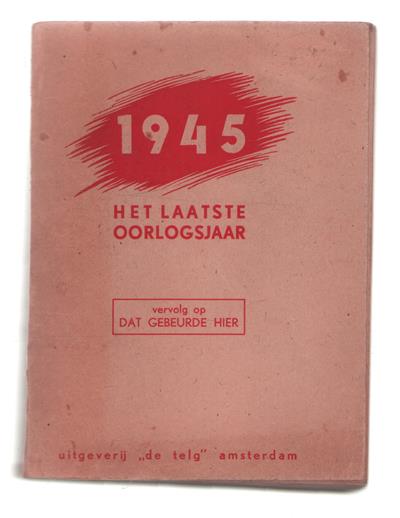 1945
HET LAATSTE
OORLOGSJAAR
vervolg op
DAT GEBEURDE HIER
uitgeverij „de telg" amsterdam